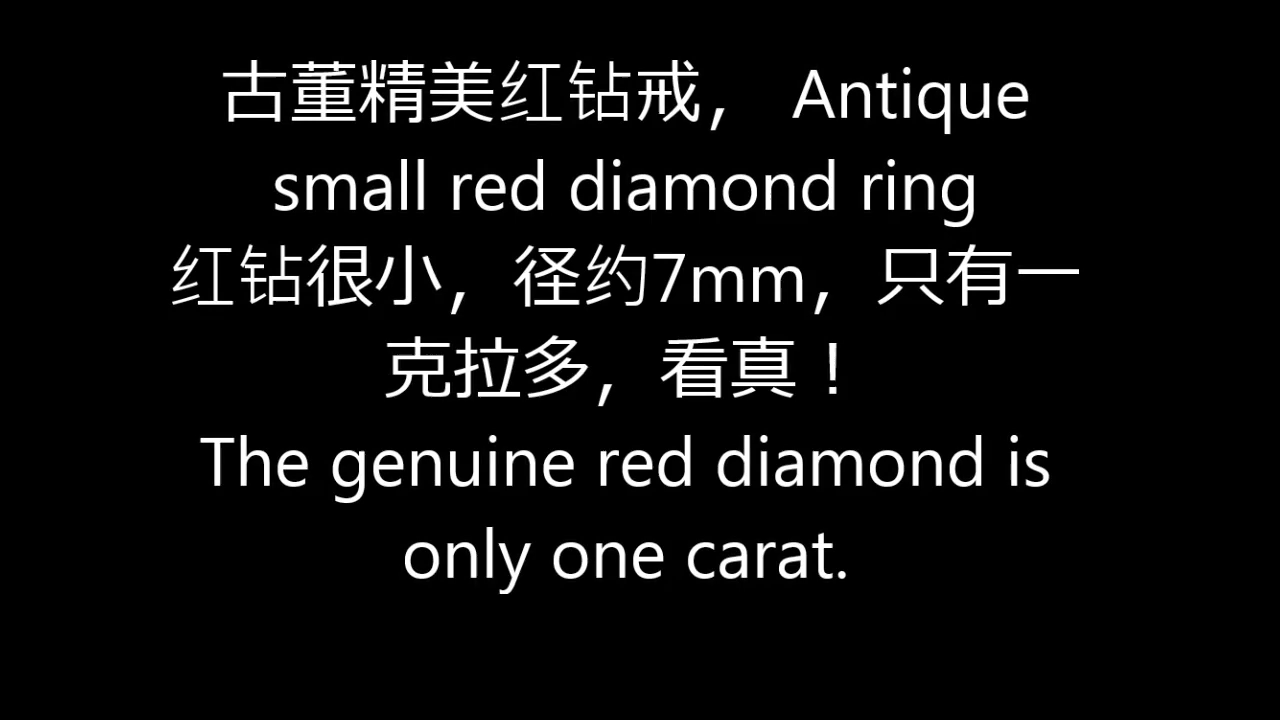 古董精美红钻戒， Antique
small red diamond ring
红钻很小，径约7mm，只有一
克拉多，看真！
The genuine red diamond is
only one carat.